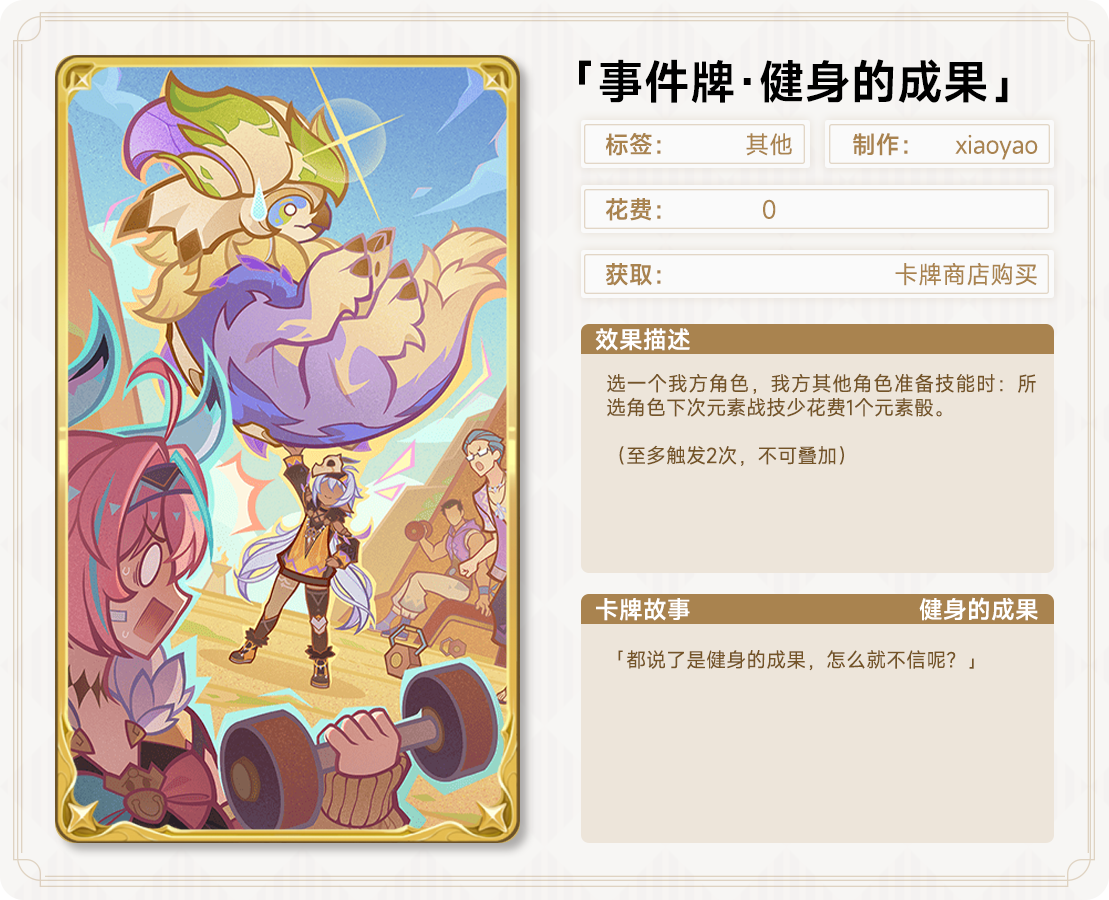 「事件牌·健身的成果」
标签： 其他
制作： xiaoyao
花费： 0
获取： 卡牌商店购买
效果描述
选一个我方角色，我方其他角色准备技能时：所
选角色下次元素战技少花费1个元素骰。
（至多触发2次，不可叠加）
卡牌故事 健身的成果
「都说了是健身的成果，怎么就不信呢？」